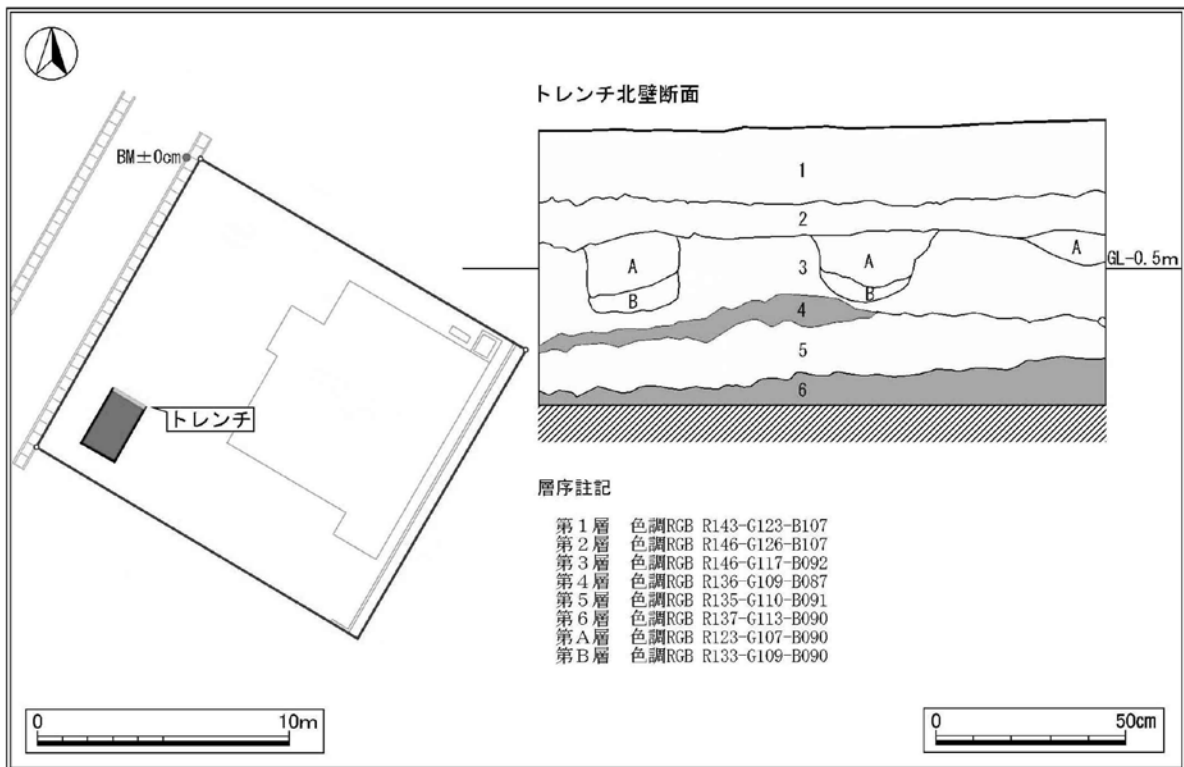 BM±0cm
トレンチ
0 10m
トレンチ北壁断面
1
2
A
3
A
A
GL-0.5m
B
B
4
5
6
層序註記
第1層 色調RGB R143-G123-B107
第2層 色調RGB R146-G126-B107
第3層 色調RGB R146-G117-B092
第4層 色調RGB R136-G109-B087
第5層 色調RGB R135-G110-B091
第6層 色調RGB R137-G113-B090
第A層 色調RGB R123-G107-B090
第B層 色調RGB R133-G109-B090
0 50cm